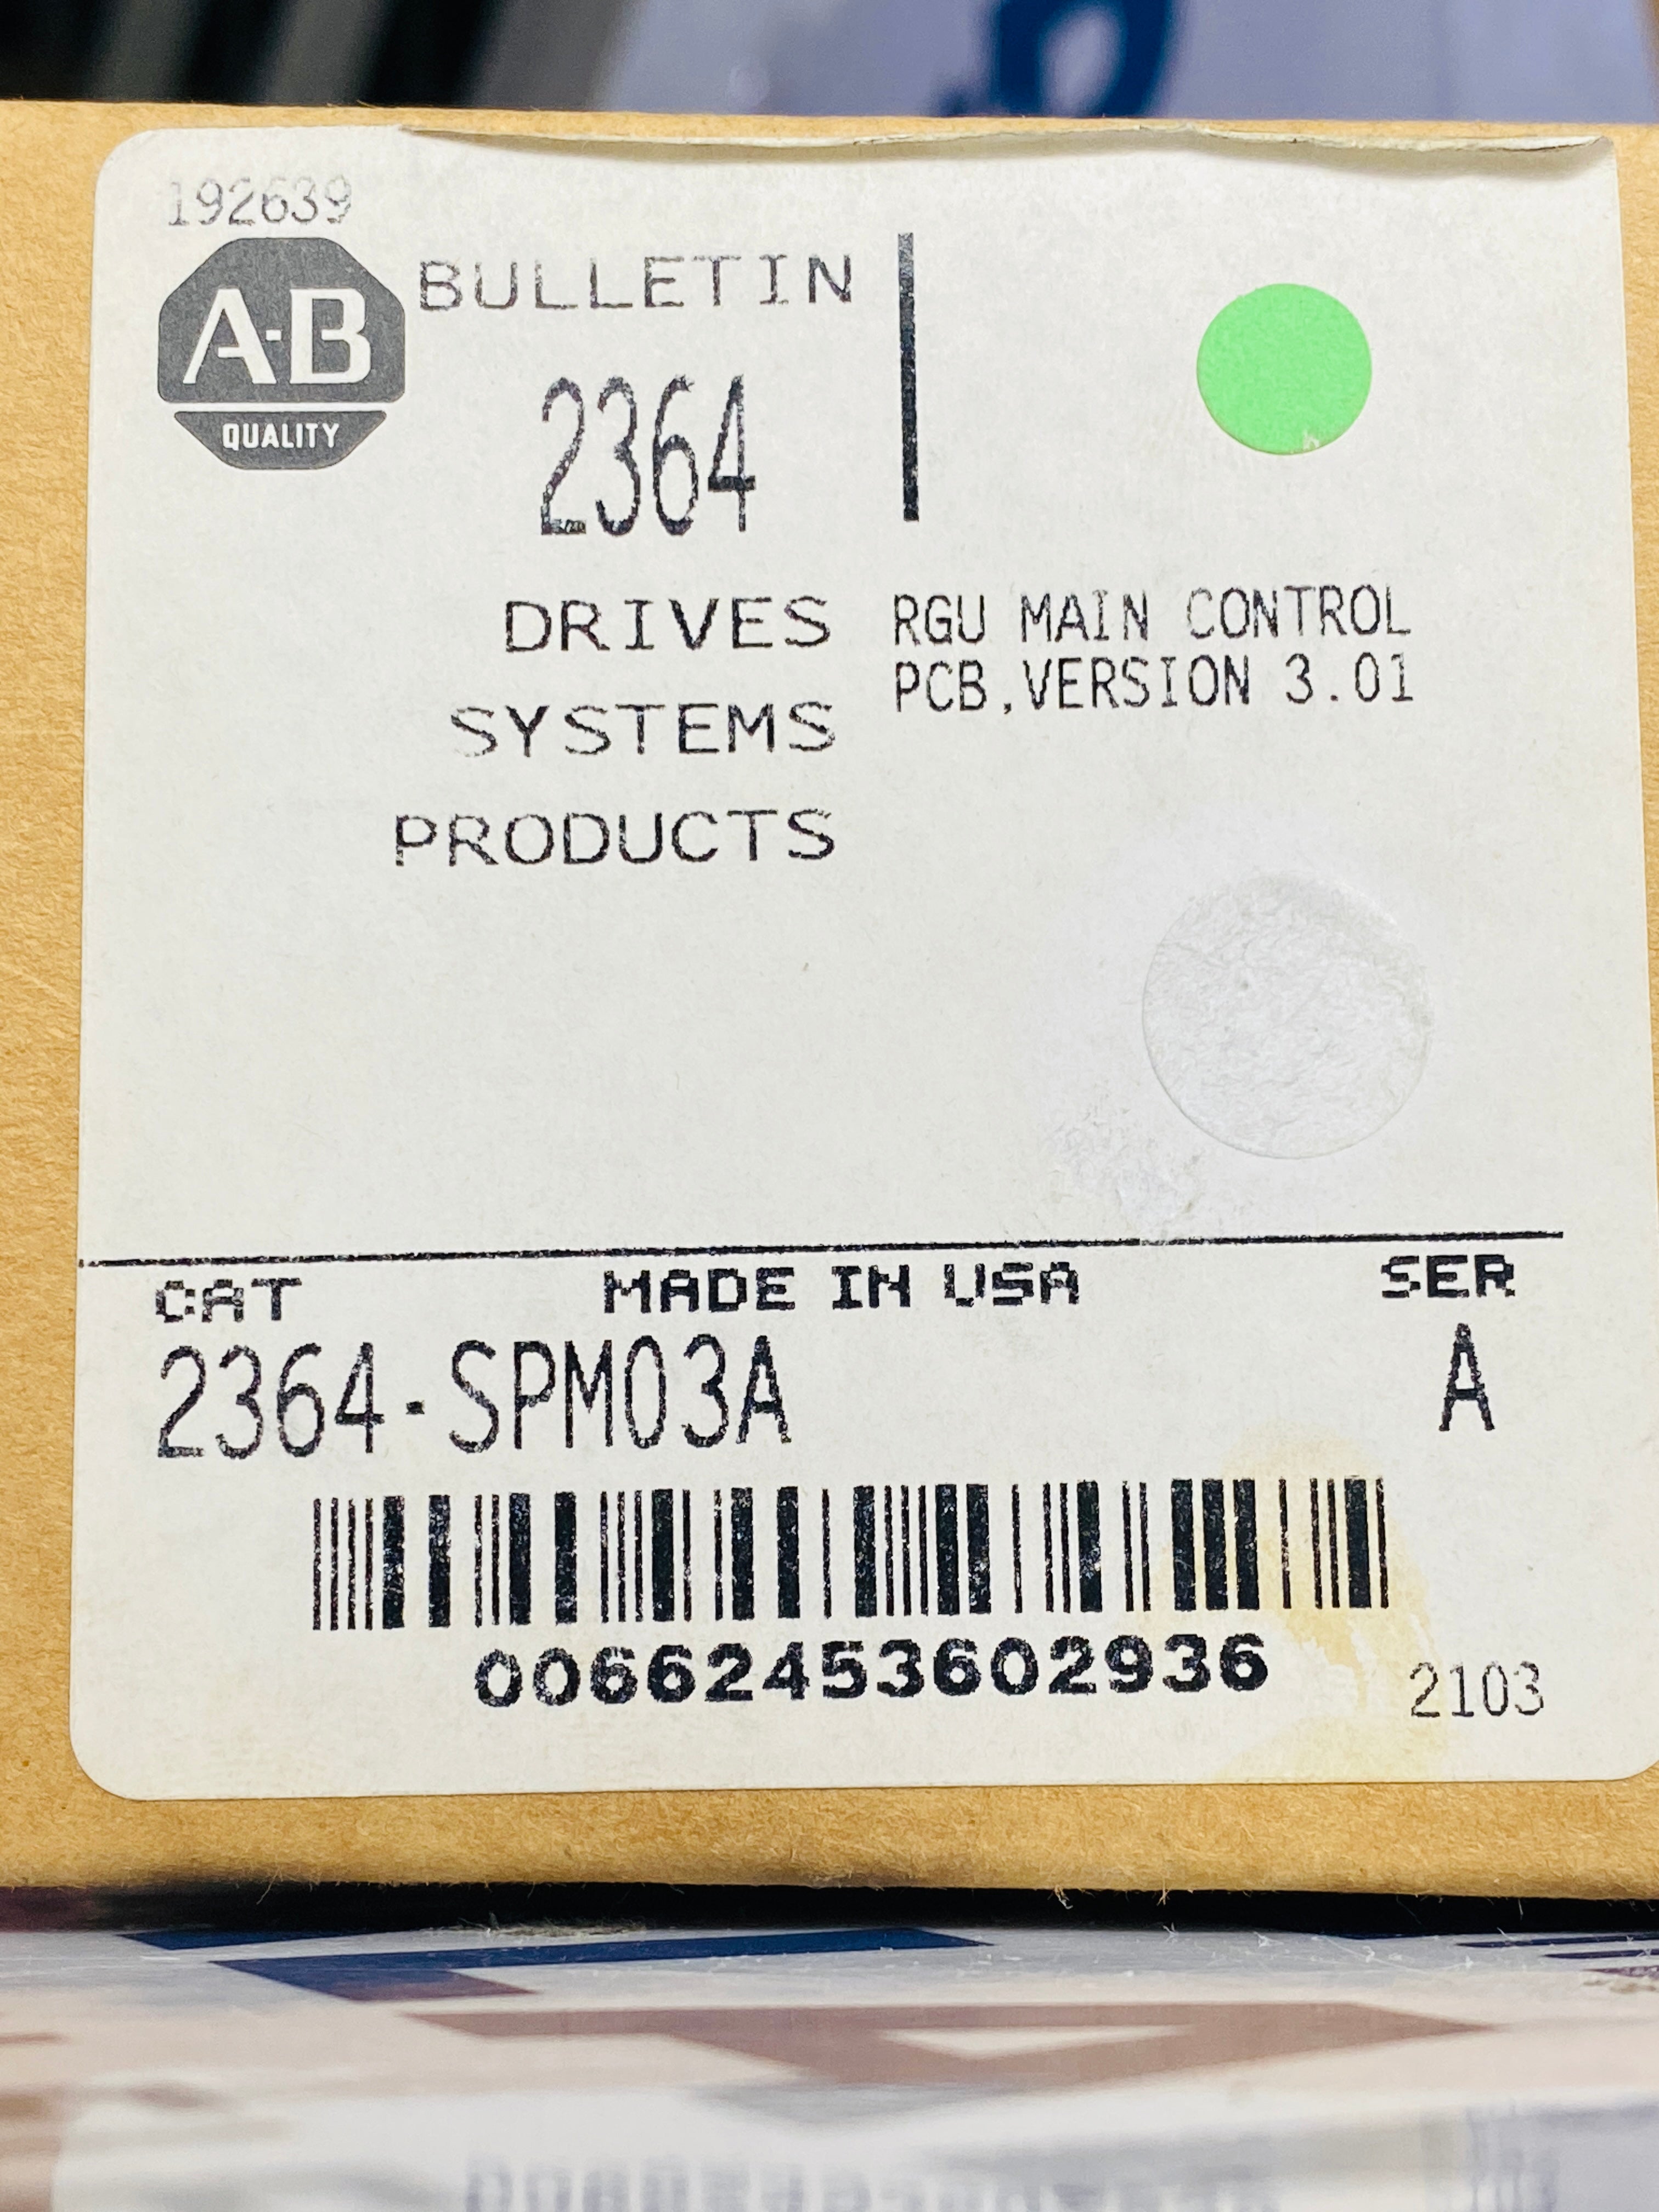 192639
A-B
QUALITY
BULLETIN
2364
DRIVES
SYSTEMS
PRODUCTS
RGU MAIN CONTROL
PCB,VERSION 3.01
CAT
MADE IN USA
SER
2364-SPM03A
A
00662453602936
2103